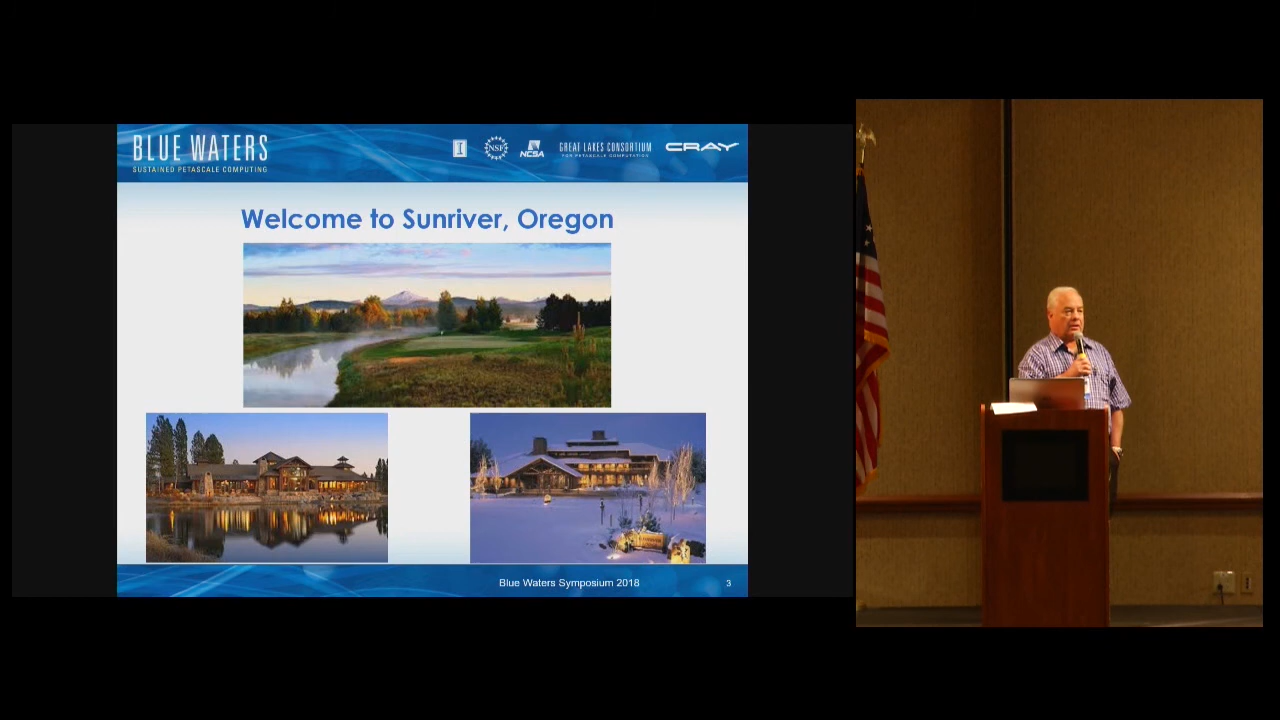 BLUE WATERS
SUSTAINED PETASCALE COMPUTING
I
NSF
NCSA
GREAT LAKES CONSORTIUM
FOR PETASCALE COMPUTATION
CRAY
Welcome to Sunriver, Oregon
Blue Waters Symposium 2018
3